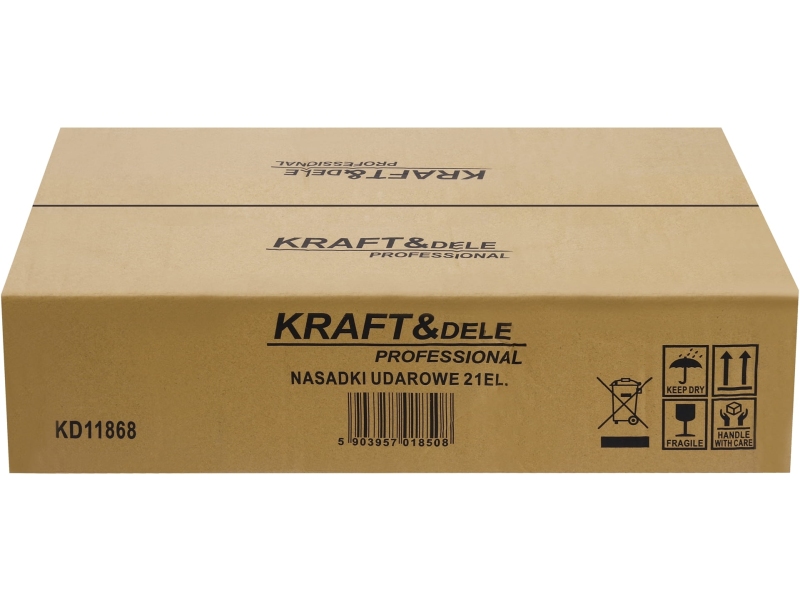 KRAFT&DELE
PROFESSIONAL
KRAFT&DELE
PROFESSIONAL
KRAFT&DELE
PROFESSIONAL
NASADKI UDAROWE 21EL.
KD11868
5 903957 018508
KEEP DRY
FRAGILE
HANDLE
WITH CARE